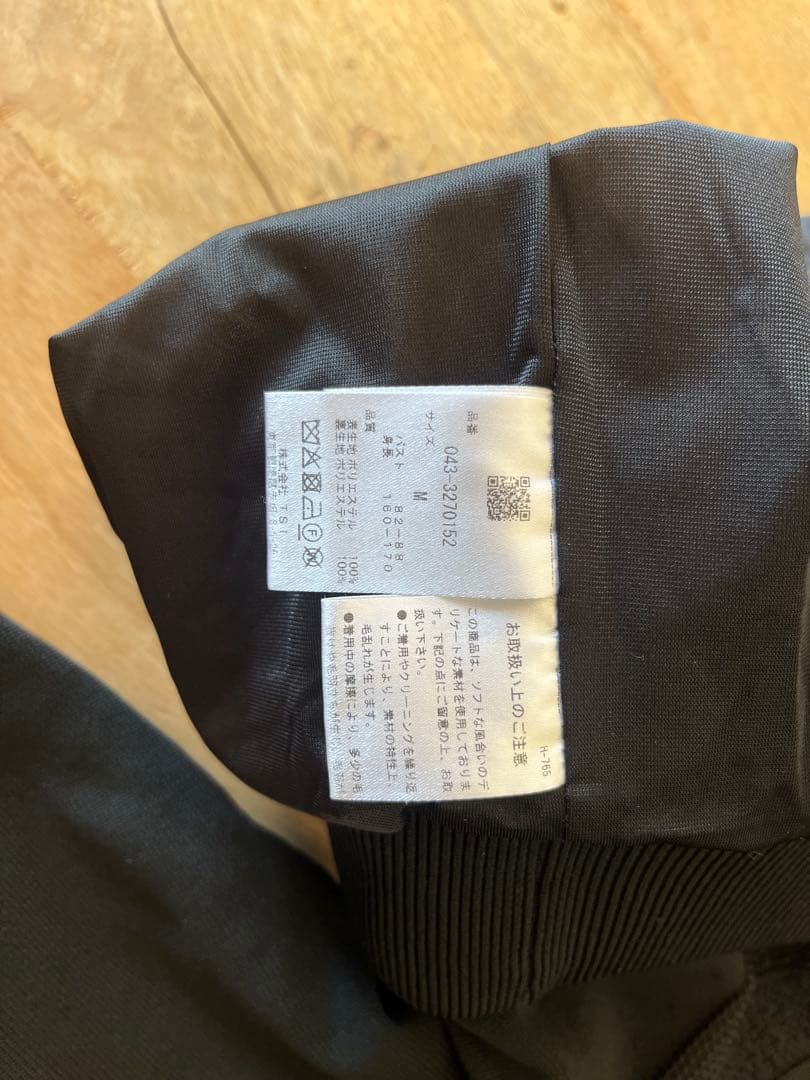 品番
043-3270152
サイズ
M
バスト 82-88
身長 160-170
品質
表生地 ポリエステル 100%
裏生地 ポリエステル 100%
株式会社 TSI
H-765
お取扱い上のご注意
この商品は、ソフトな風合いのデ
リケートな素材を使用しておりま
す。下記の点にご留意の上、お取
扱い下さい。
●ご着用やクリーニングを繰り返
すことにより、素材の特性上、
毛乱れが生じます。
●着用中の摩擦により、多少の毛